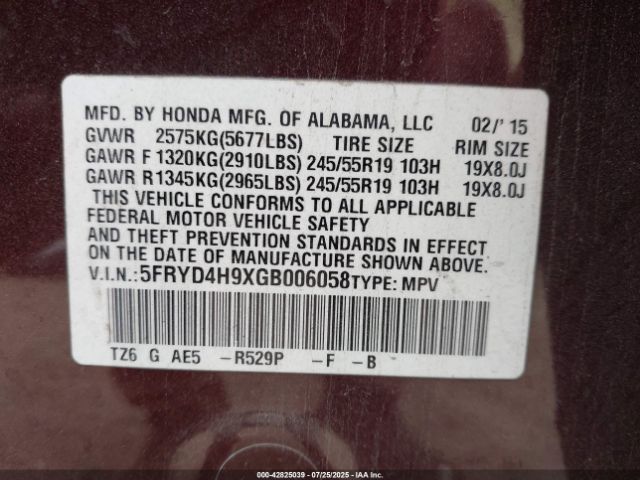 MFD. BY HONDA MFG. OF ALABAMA, LLC 02/' 15
GVWR 2575KG(5677LBS) TIRE SIZE RIM SIZE
GAWR F 1320KG(2910LBS) 245/55R19 103H 19X8.0J
GAWR R1345KG(2965LBS) 245/55R19 103H 19X8.0J
THIS VEHICLE CONFORMS TO ALL APPLICABLE
FEDERAL MOTOR VEHICLE SAFETY
AND THEFT PREVENTION STANDARDS IN EFFECT
ON THE DATE OF MANUFACTURE SHOWN ABOVE.
V.I.N.:5FRYD4H9XGB006058TYPE: MPV
TZ6 G AE5 -R529P -F -B
000-42825039 - 07/25/2025 - IAA Inc.